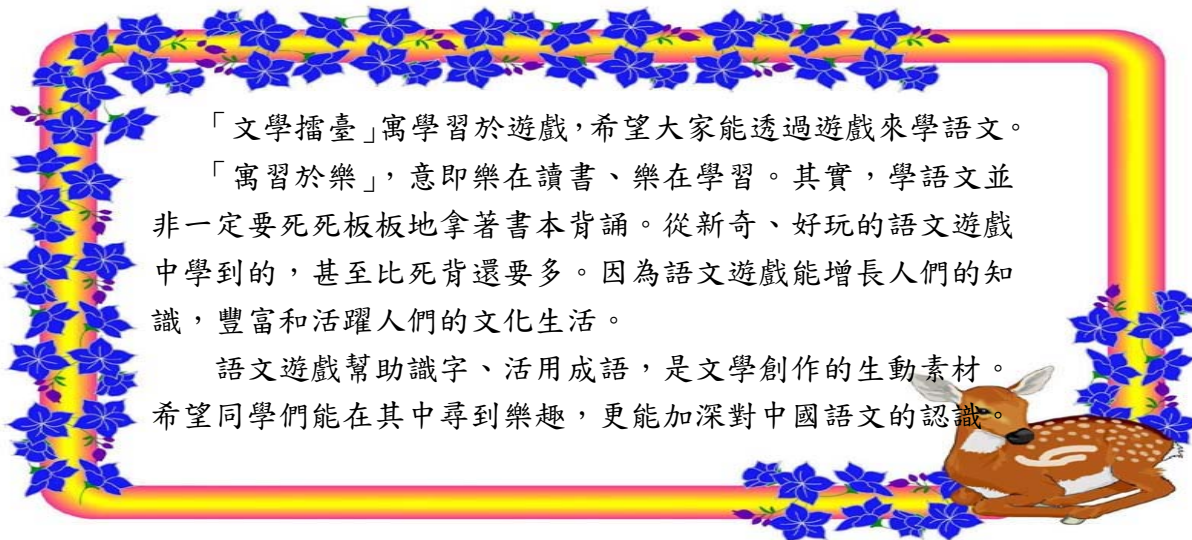 「文學擂臺」寓學習於遊戲,希望大家能透過遊戲來學語文。
「寓習於樂」,意即樂在讀書、樂在學習。其實,學語文並
非一定要死死板板地拿著書本背誦。從新奇、好玩的語文遊戲
中學到的,甚至比死背還要多。因為語文遊戲能增長人們的知
識,豐富和活躍人們的文化生活。
語文遊戲幫助識字、活用成語,是文學創作的生動素材。
希望同學們能在其中尋到樂趣,更能加深對中國語文的認識。